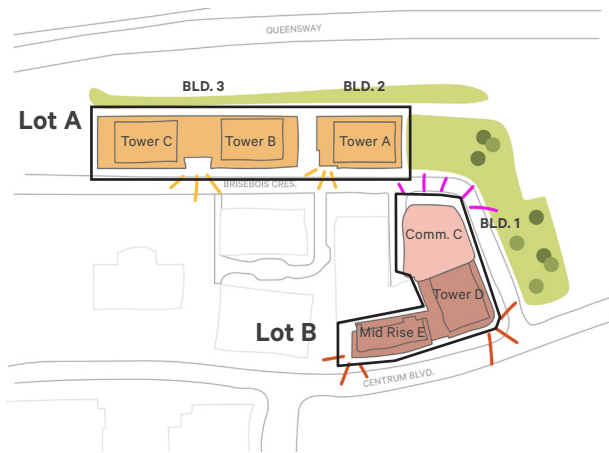 QUEENSWAY
BLD. 3
BLD. 2
Lot A
Tower C
Tower B
Tower A
BRISEBOIS CRES.
BLD. 1
Comm. C
Tower D
Lot B
Mid Rise E
CENTRUM BLVD.